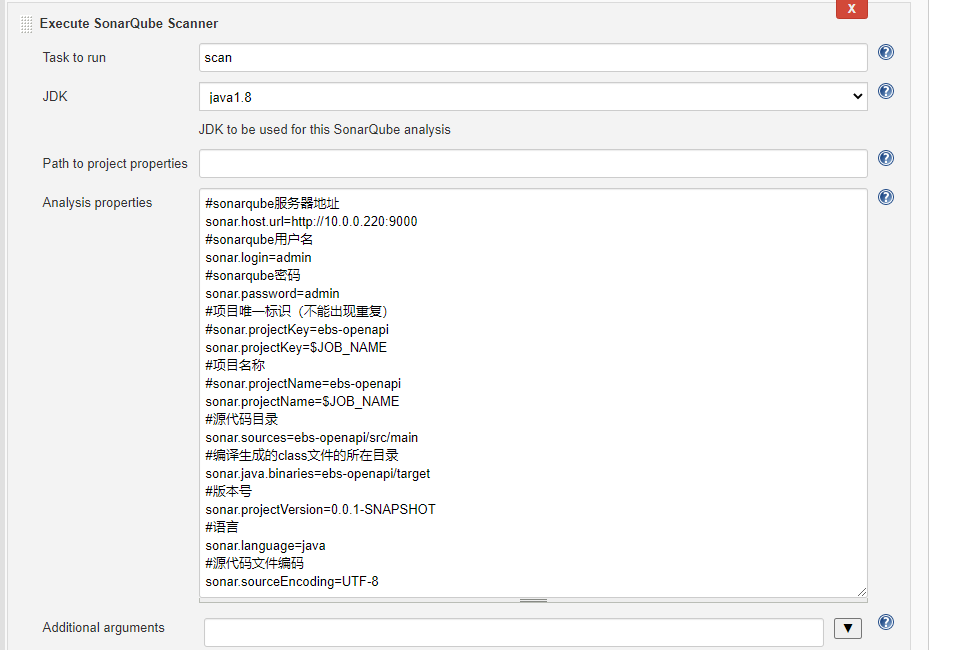 X
Execute SonarQube Scanner
Task to run
scan
JDK
java1.8
JDK to be used for this SonarQube analysis
Path to project properties
Analysis properties
#sonarqube服务器地址
sonar.host.url=http://10.0.0.220:9000
#sonarqube用户名
sonar.login=admin
#sonarqube密码
sonar.password=admin
#项目唯一标识（不能出现重复）
#sonar.projectKey=ebs-openapi
sonar.projectKey=$JOB_NAME
#项目名称
#sonar.projectName=ebs-openapi
sonar.projectName=$JOB_NAME
#源代码目录
sonar.sources=ebs-openapi/src/main
#编译生成的class文件的所在目录
sonar.java.binaries=ebs-openapi/target
#版本号
sonar.projectVersion=0.0.1-SNAPSHOT
#语言
sonar.language=java
#源代码文件编码
sonar.sourceEncoding=UTF-8
Additional arguments